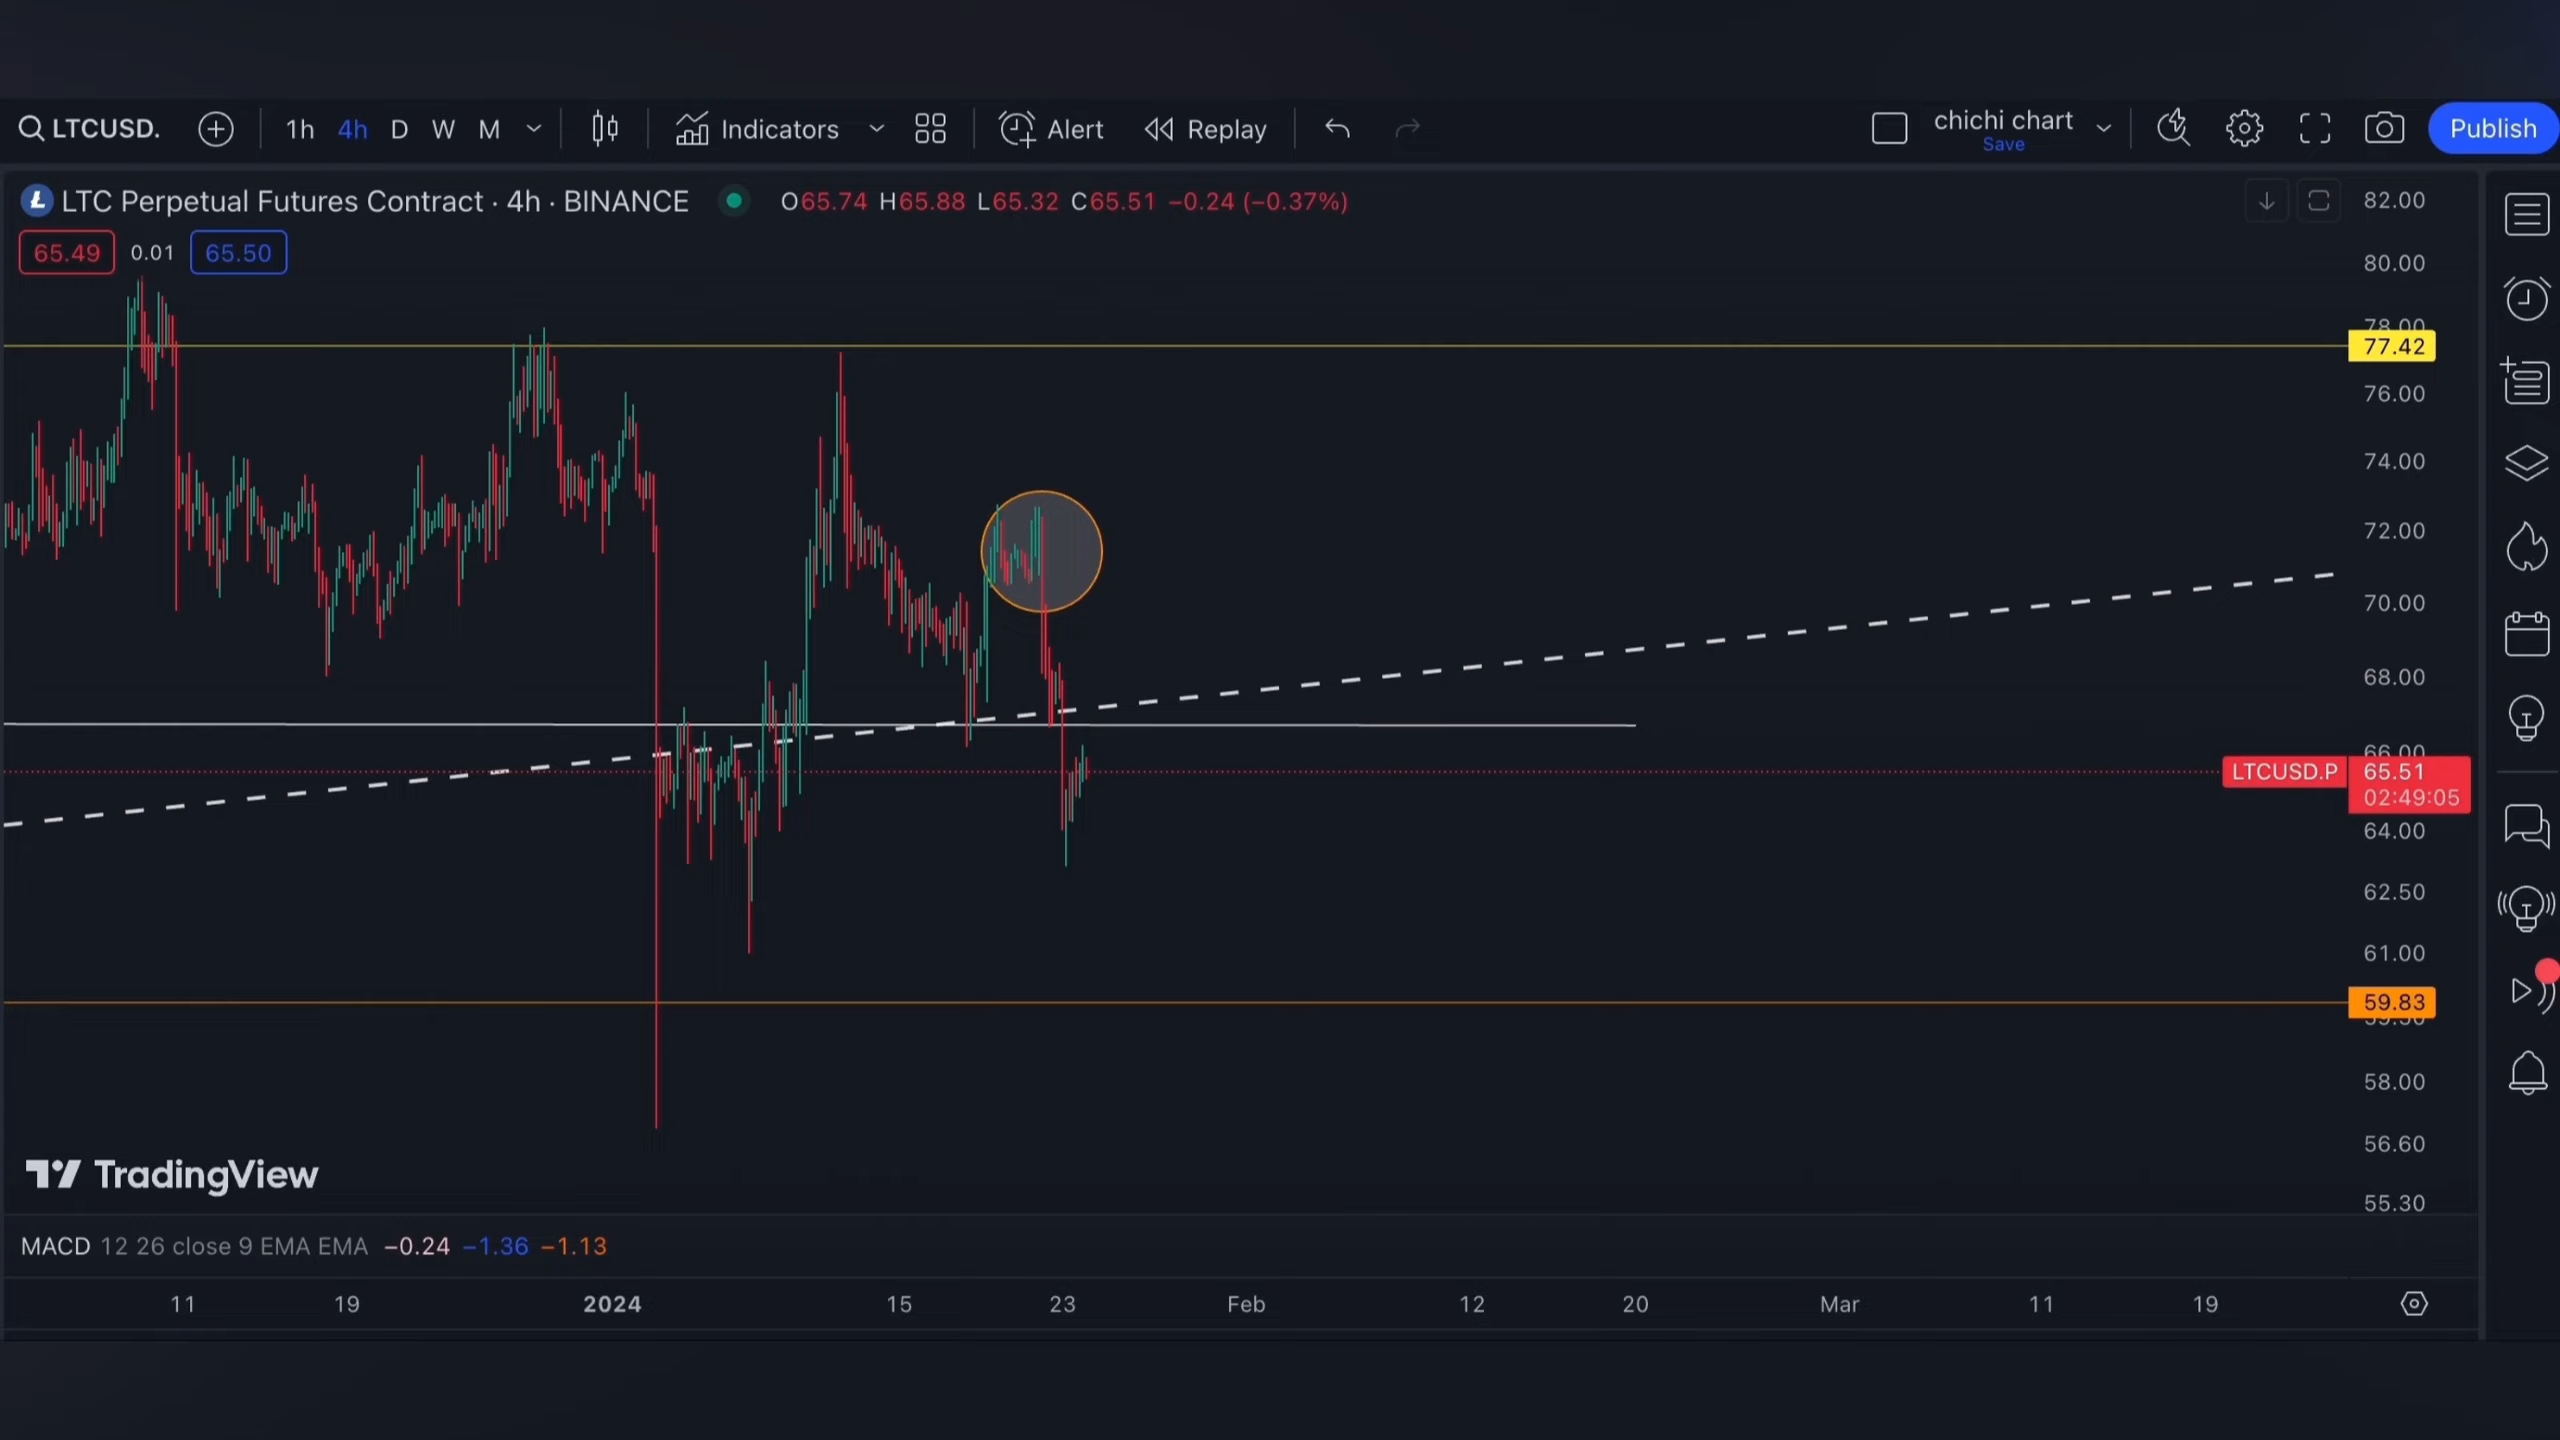 LTCUSD. 1h 4h D W M Indicators Alert Replay chichi chart Publish
Save
LTC Perpetual Futures Contract · 4h · BINANCE O65.74 H65.88 L65.32 C65.51 −0.24 (−0.37%)
65.49 0.01 65.50
82.00
80.00
78.00
77.42
76.00
74.00
72.00
70.00
68.00
66.00
LTCUSD.P 65.51
02:49:05
64.00
62.50
61.00
59.83
58.00
56.60
55.30
TradingView
MACD 12 26 close 9 EMA EMA −0.24 −1.36 −1.13
11 19 2024 15 23 Feb 12 20 Mar 11 19